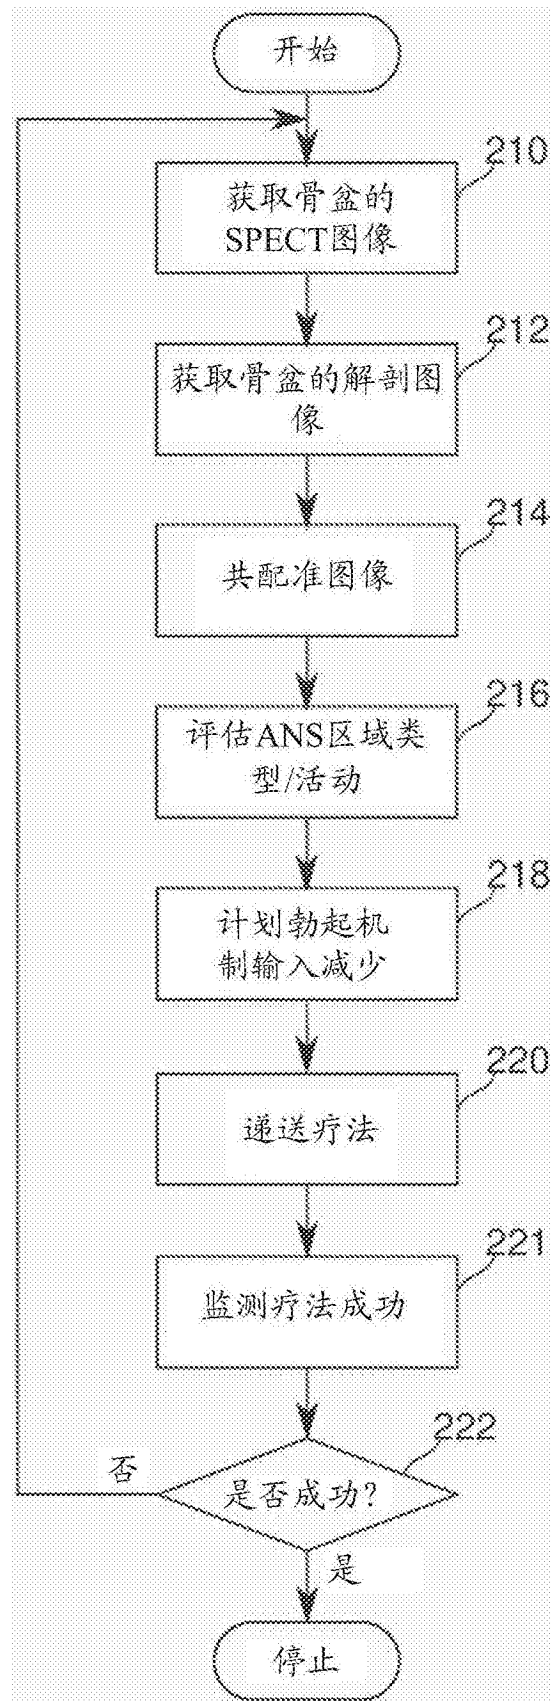 开始
210
获取骨盆的
SPECT图像
212
获取骨盆的解剖图
像
214
共配准图像
216
评估ANS区域类
型/活动
218
计划勃起机
制输入减少
220
递送疗法
221
监测疗法成功
222
否
是否成功?
是
停止